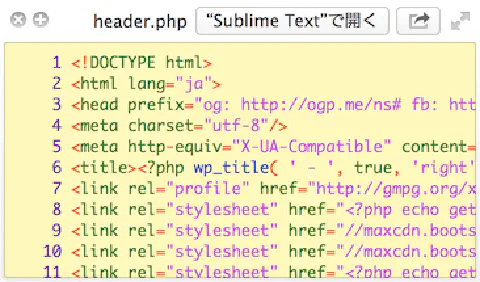 header.php "Sublime Text"で開く
1 <!DOCTYPE html>
2 <html lang="ja">
3 <head prefix="og: http://ogp.me/ns# fb: htt
4 <meta charset="utf-8"/>
5 <meta http-equiv="X-UA-Compatible" content=
6 <title><?php wp_title( ' - ', true, 'right'
7 <link rel="profile" href="http://gmpg.org/x
8 <link rel="stylesheet" href="<?php echo get
9 <link rel="stylesheet" href="//maxcdn.boots
10 <link rel="stylesheet" href="//maxcdn.boots
11 <link rel="stylesheet" href="<?php echo get